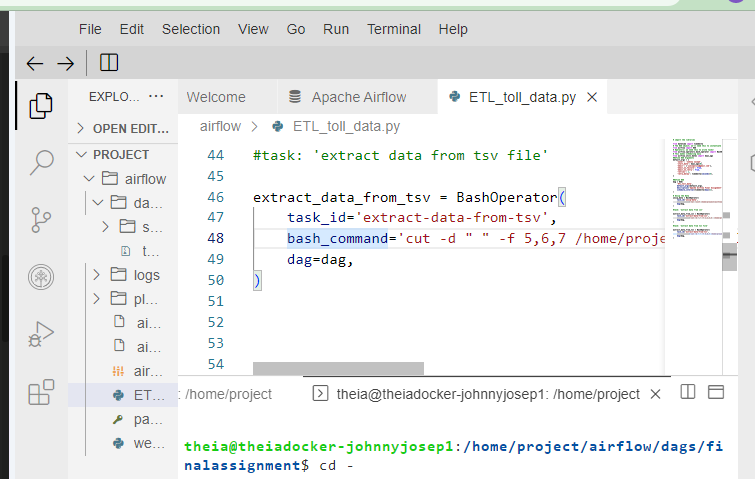 File Edit Selection View Go Run Terminal Help
EXPLO... ···
Welcome
Apache Airflow
ETL_toll_data.py
OPEN EDIT...
PROJECT
airflow
da...
s...
t...
logs
pl...
ai...
ai...
air...
ET...
pa...
we...
airflow > ETL_toll_data.py
44 #task: 'extract data from tsv file'
45
46 extract_data_from_tsv = BashOperator(
47 task_id='extract-data-from-tsv',
48 bash_command='cut -d " " -f 5,6,7 /home/proje
49 dag=dag,
50 )
51
52
53
54
: /home/project
theia@theiadocker-johnnyjosep1: /home/project
theia@theiadocker-johnnyjosep1:/home/project/airflow/dags/fi
nalassignment$ cd -